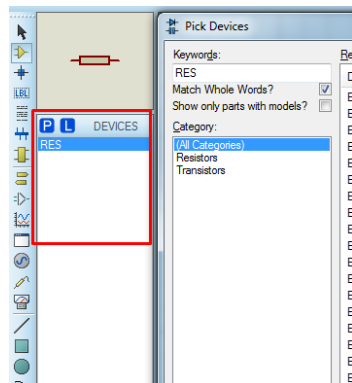 Pick Devices
Keywords:
Re
RES
Match Whole Words?
Show only parts with models?
LBL
P L DEVICES
Category:
RES
(All Categories)
Resistors
Transistors